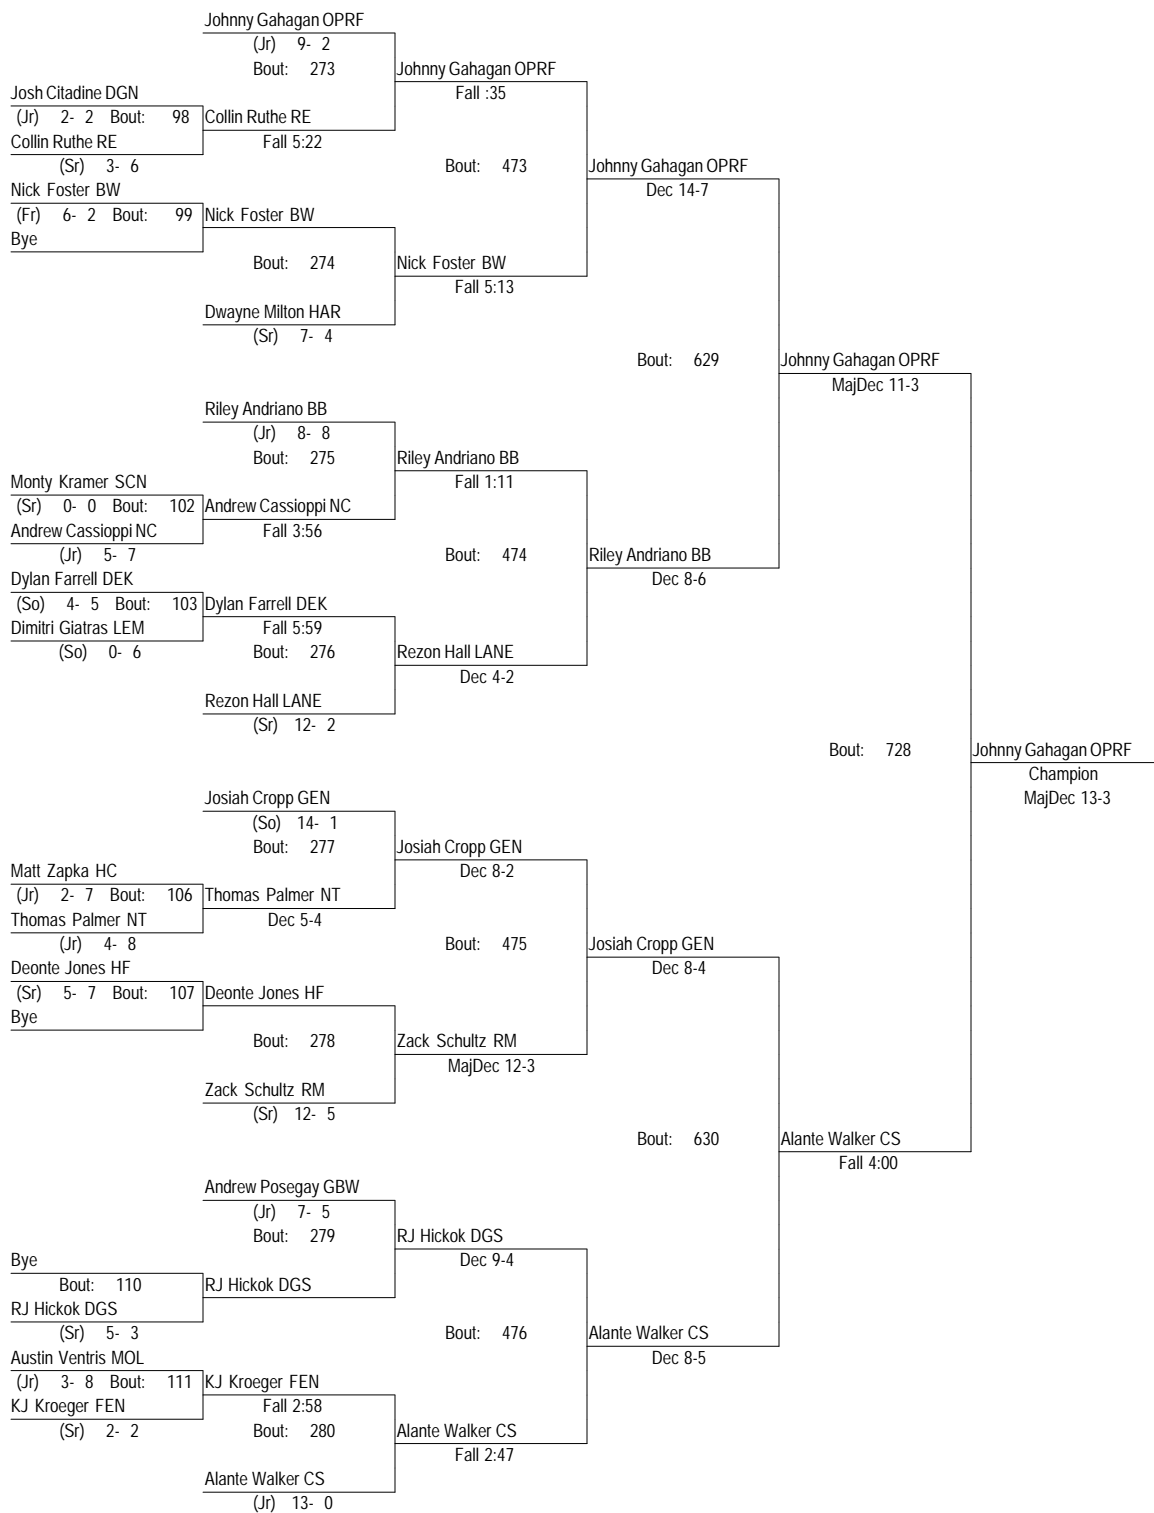 Johnny Gahagan OPRF
(Jr) 9- 2
Bout: 273
Johnny Gahagan OPRF
Josh Citadine DGN
Fall :35
(Jr) 2- 2 Bout: 98 Collin Ruthe RE
Collin Ruthe RE
Fall 5:22
(Sr) 3- 6
Bout: 473
Johnny Gahagan OPRF
Nick Foster BW
Dec 14-7
(Fr) 6- 2 Bout: 99 Nick Foster BW
Bye
Bout: 274
Nick Foster BW
Fall 5:13
Dwayne Milton HAR
(Sr) 7- 4
Bout: 629
Johnny Gahagan OPRF
MajDec 11-3
Riley Andriano BB
(Jr) 8- 8
Bout: 275
Riley Andriano BB
Monty Kramer SCN
Fall 1:11
(Sr) 0- 0 Bout: 102 Andrew Cassioppi NC
Andrew Cassioppi NC
Fall 3:56
(Jr) 5- 7
Bout: 474
Riley Andriano BB
Dylan Farrell DEK
Dec 8-6
(So) 4- 5 Bout: 103 Dylan Farrell DEK
Dimitri Giatras LEM
Fall 5:59
(So) 0- 6
Bout: 276
Rezon Hall LANE
Dec 4-2
Rezon Hall LANE
(Sr) 12- 2
Bout: 728
Johnny Gahagan OPRF
Champion
MajDec 13-3
Josiah Cropp GEN
(So) 14- 1
Bout: 277
Josiah Cropp GEN
Matt Zapka HC
Dec 8-2
(Jr) 2- 7 Bout: 106 Thomas Palmer NT
Thomas Palmer NT
Dec 5-4
(Jr) 4- 8
Bout: 475
Josiah Cropp GEN
Deonte Jones HF
Dec 8-4
(Sr) 5- 7 Bout: 107 Deonte Jones HF
Bye
Bout: 278
Zack Schultz RM
MajDec 12-3
Zack Schultz RM
(Sr) 12- 5
Bout: 630
Alante Walker CS
Fall 4:00
Andrew Posegay GBW
(Jr) 7- 5
Bout: 279
RJ Hickok DGS
Bye
Dec 9-4
Bout: 110
RJ Hickok DGS
RJ Hickok DGS
(Sr) 5- 3
Bout: 476
Alante Walker CS
Austin Ventris MOL
Dec 8-5
(Jr) 3- 8 Bout: 111 KJ Kroeger FEN
KJ Kroeger FEN
Fall 2:58
(Sr) 2- 2
Bout: 280
Alante Walker CS
Fall 2:47
Alante Walker CS
(Jr) 13- 0